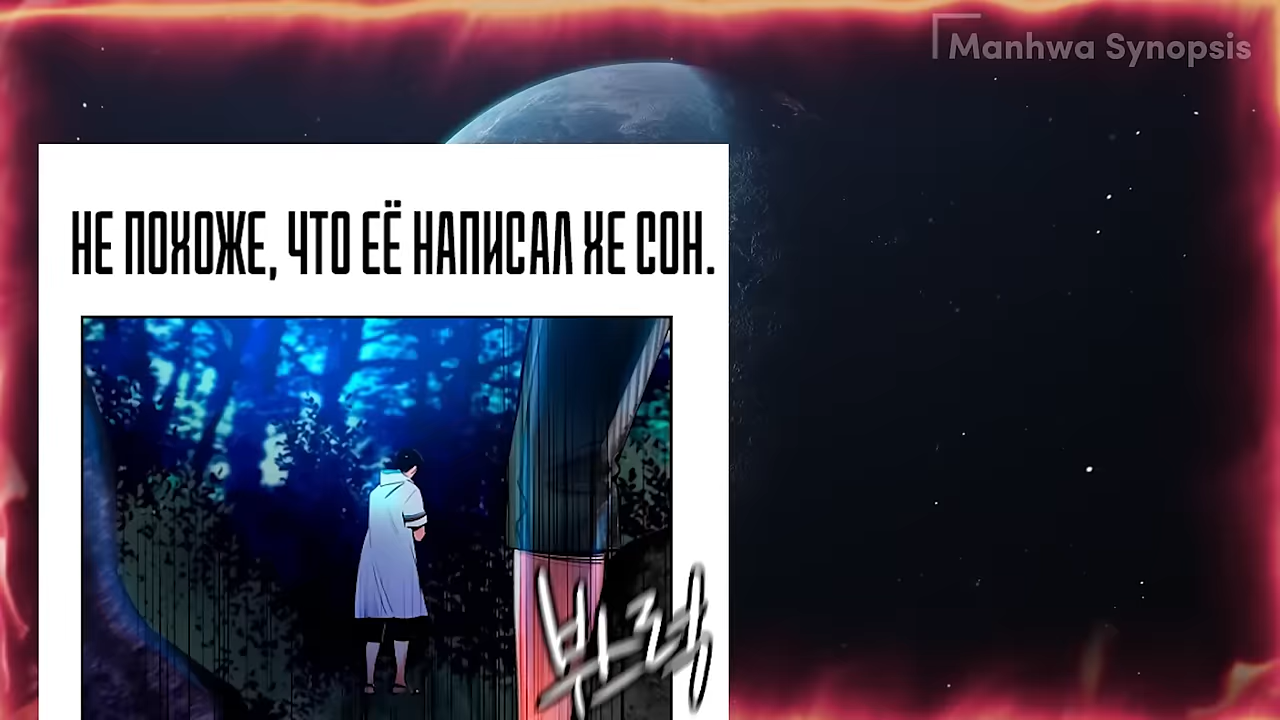 Manhwa Synopsis
НЕ ПОХОЖЕ, ЧТО ЕЁ НАПИСАЛ ХЕ СОН.